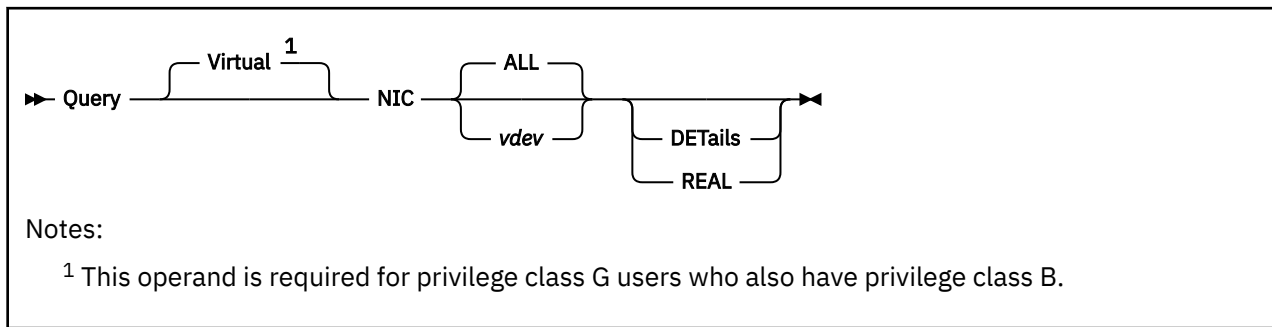 Virtual 1 ALL
Query NIC
vdev DETails
REAL
Notes:
1 This operand is required for privilege class G users who also have privilege class B.